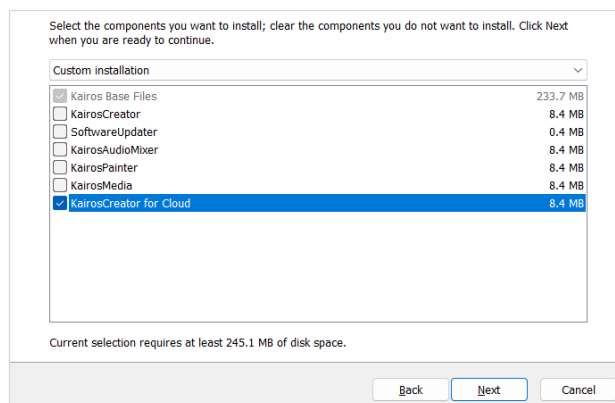 Select the components you want to install; clear the components you do not want to install. Click Next
when you are ready to continue.
Custom installation
Kairos Base Files 233.7 MB
KairosCreator 8.4 MB
SoftwareUpdater 0.4 MB
KairosAudioMixer 8.4 MB
KairosPainter 8.4 MB
KairosMedia 8.4 MB
KairosCreator for Cloud 8.4 MB
Current selection requires at least 245.1 MB of disk space.
Back Next Cancel